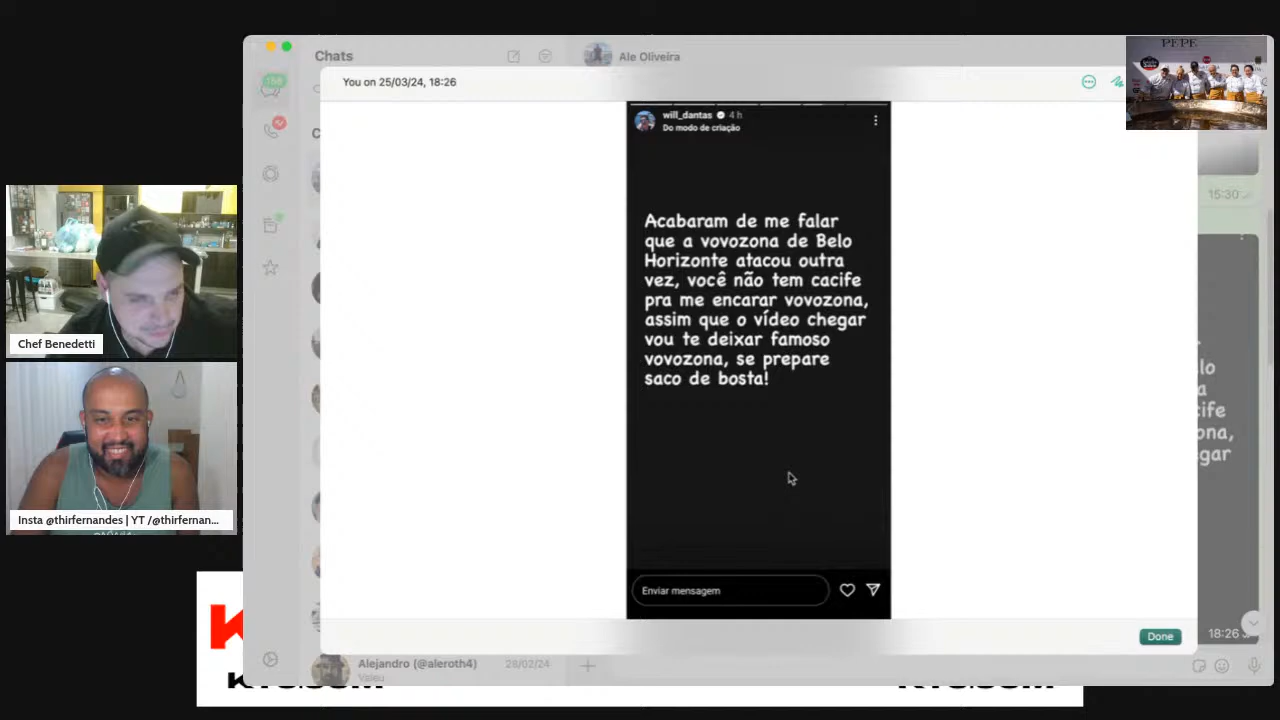 Chats
Ale Oliveira
You on 25/03/24, 18:26
PEPE
158
will_dantas 4 h
Do modo de criação
15:30
Acabaram de me falar
que a vovozona de Belo
Horizonte atacou outra
vez, você não tem cacife
pra me encarar vovozona,
assim que o vídeo chegar
vou te deixar famoso
vovozona, se prepare
saco de bosta!
Chef Benedetti
Insta @thirfernandes | YT /@thirfernan...
Enviar mensagem
18:26
Done
Alejandro (@aleroth4) 28/02/24
Valeu